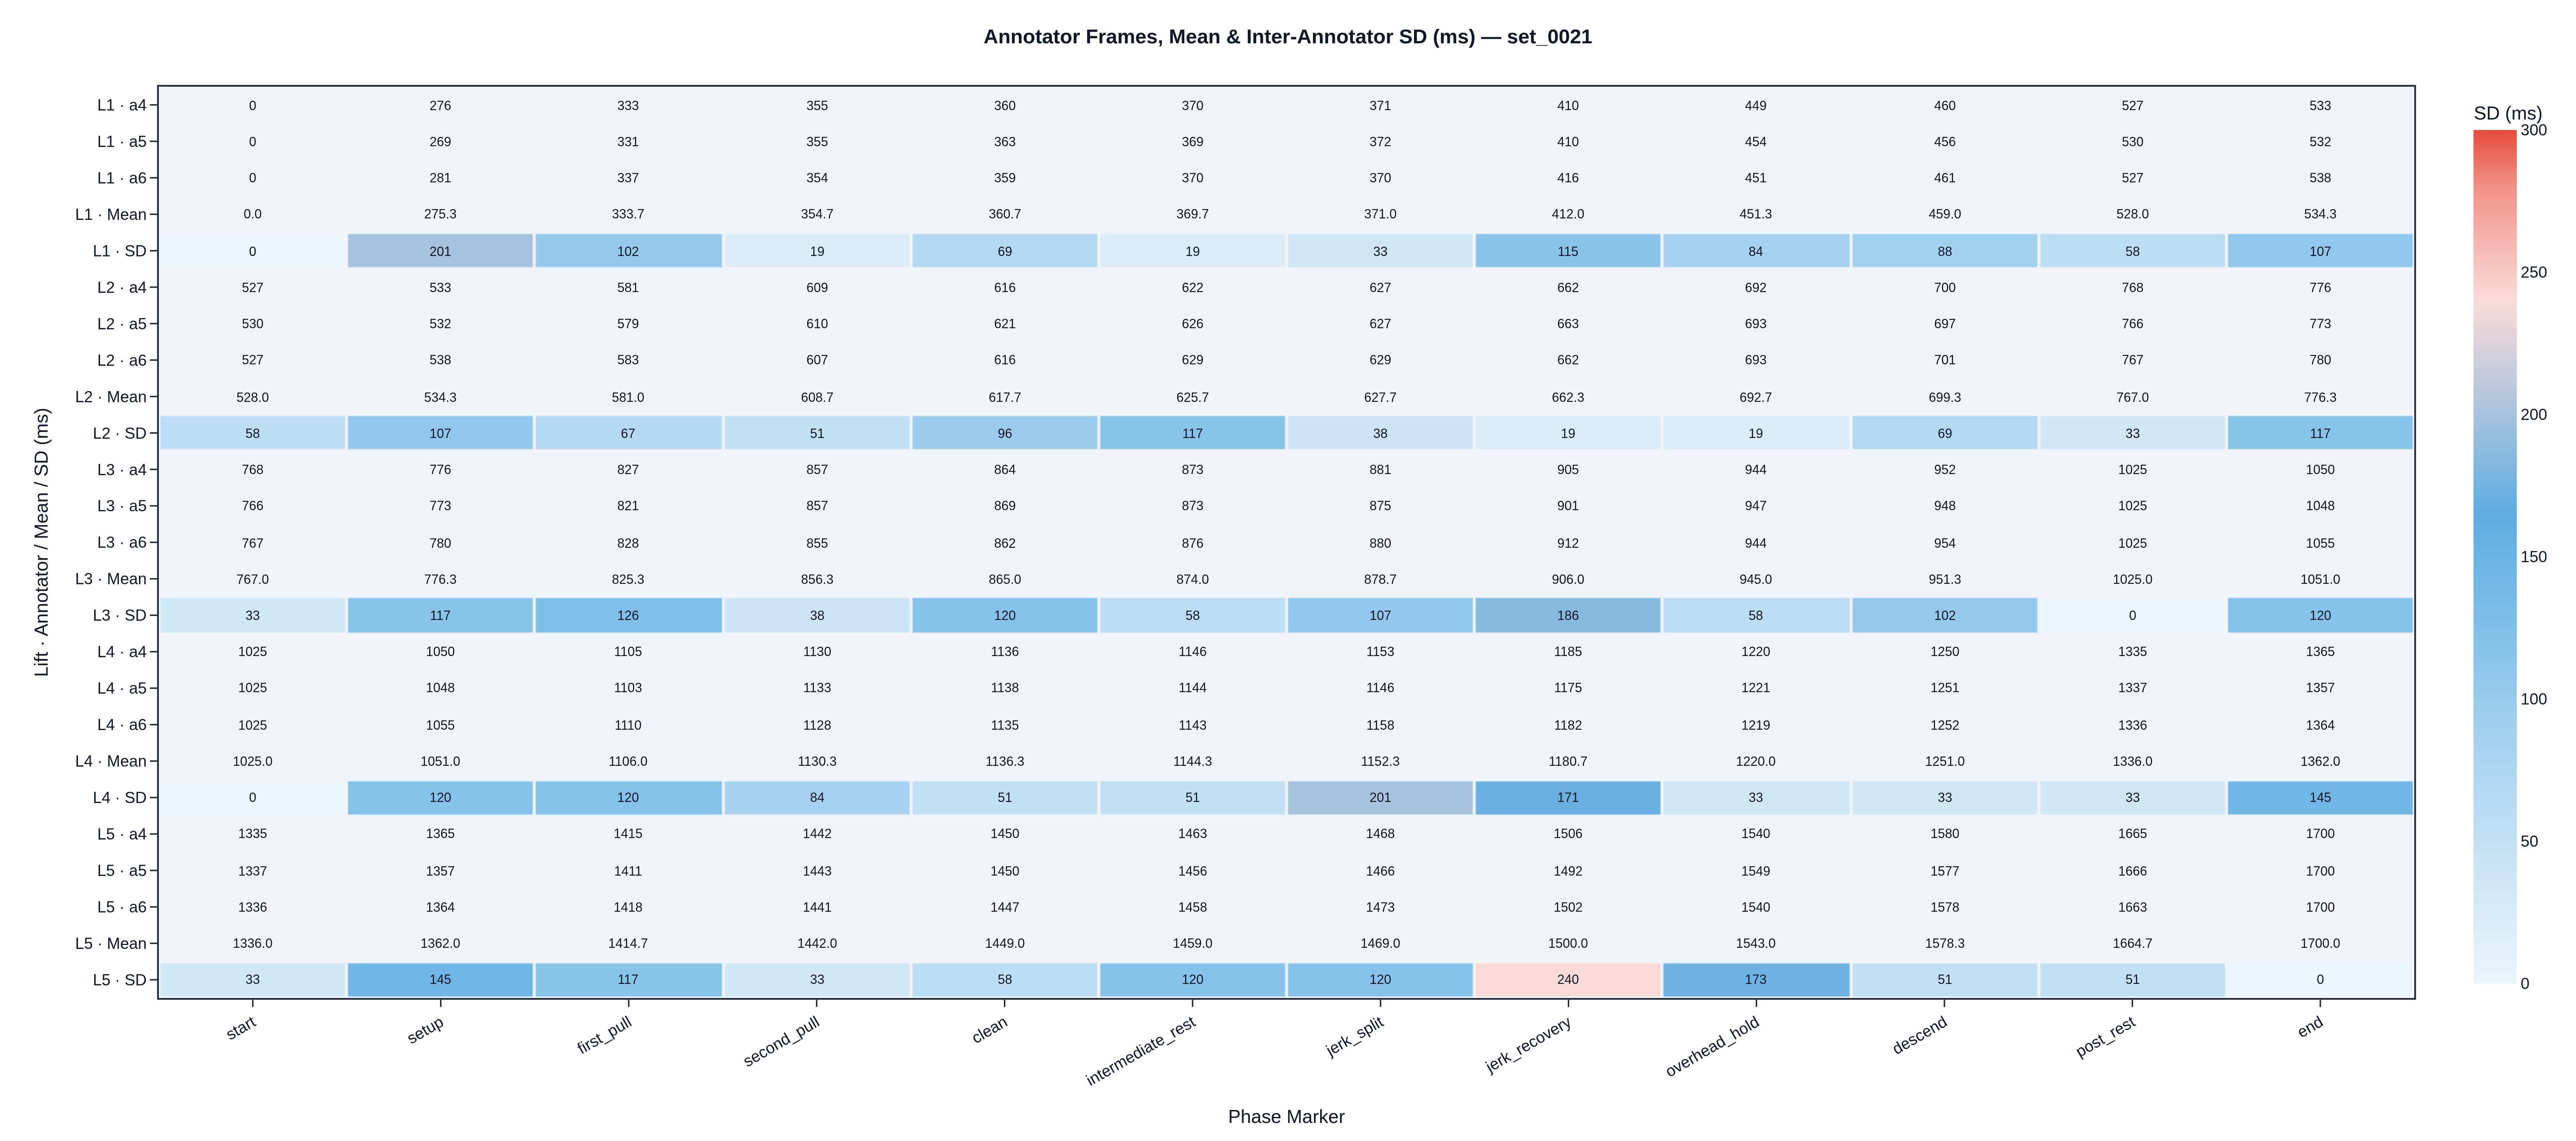 Annotator Frames, Mean & Inter-Annotator SD (ms) — set_0021
SD (ms)
300
250
200
150
100
50
0
Lift · Annotator / Mean / SD (ms)
L1 · a4 0 276 333 355 360 370 371 410 449 460 527 533
L1 · a5 0 269 331 355 363 369 372 410 454 456 530 532
L1 · a6 0 281 337 354 359 370 370 416 451 461 527 538
L1 · Mean 0.0 275.3 333.7 354.7 360.7 369.7 371.0 412.0 451.3 459.0 528.0 534.3
L1 · SD 0 201 102 19 69 19 33 115 84 88 58 107
L2 · a4 527 533 581 609 616 622 627 662 692 700 768 776
L2 · a5 530 532 579 610 621 626 627 663 693 697 766 773
L2 · a6 527 538 583 607 616 629 629 662 693 701 767 780
L2 · Mean 528.0 534.3 581.0 608.7 617.7 625.7 627.7 662.3 692.7 699.3 767.0 776.3
L2 · SD 58 107 67 51 96 117 38 19 19 69 33 117
L3 · a4 768 776 827 857 864 873 881 905 944 952 1025 1050
L3 · a5 766 773 821 857 869 873 875 901 947 948 1025 1048
L3 · a6 767 780 828 855 862 876 880 912 944 954 1025 1055
L3 · Mean 767.0 776.3 825.3 856.3 865.0 874.0 878.7 906.0 945.0 951.3 1025.0 1051.0
L3 · SD 33 117 126 38 120 58 107 186 58 102 0 120
L4 · a4 1025 1050 1105 1130 1136 1146 1153 1185 1220 1250 1335 1365
L4 · a5 1025 1048 1103 1133 1138 1144 1146 1175 1221 1251 1337 1357
L4 · a6 1025 1055 1110 1128 1135 1143 1158 1182 1219 1252 1336 1364
L4 · Mean 1025.0 1051.0 1106.0 1130.3 1136.3 1144.3 1152.3 1180.7 1220.0 1251.0 1336.0 1362.0
L4 · SD 0 120 120 84 51 51 201 171 33 33 33 145
L5 · a4 1335 1365 1415 1442 1450 1463 1468 1506 1540 1580 1665 1700
L5 · a5 1337 1357 1411 1443 1450 1456 1466 1492 1549 1577 1666 1700
L5 · a6 1336 1364 1418 1441 1447 1458 1473 1502 1540 1578 1663 1700
L5 · Mean 1336.0 1362.0 1414.7 1442.0 1449.0 1459.0 1469.0 1500.0 1543.0 1578.3 1664.7 1700.0
L5 · SD 33 145 117 33 58 120 120 240 173 51 51 0
start setup first_pull second_pull clean intermediate_rest jerk_split jerk_recovery overhead_hold descend post_rest end
Phase Marker